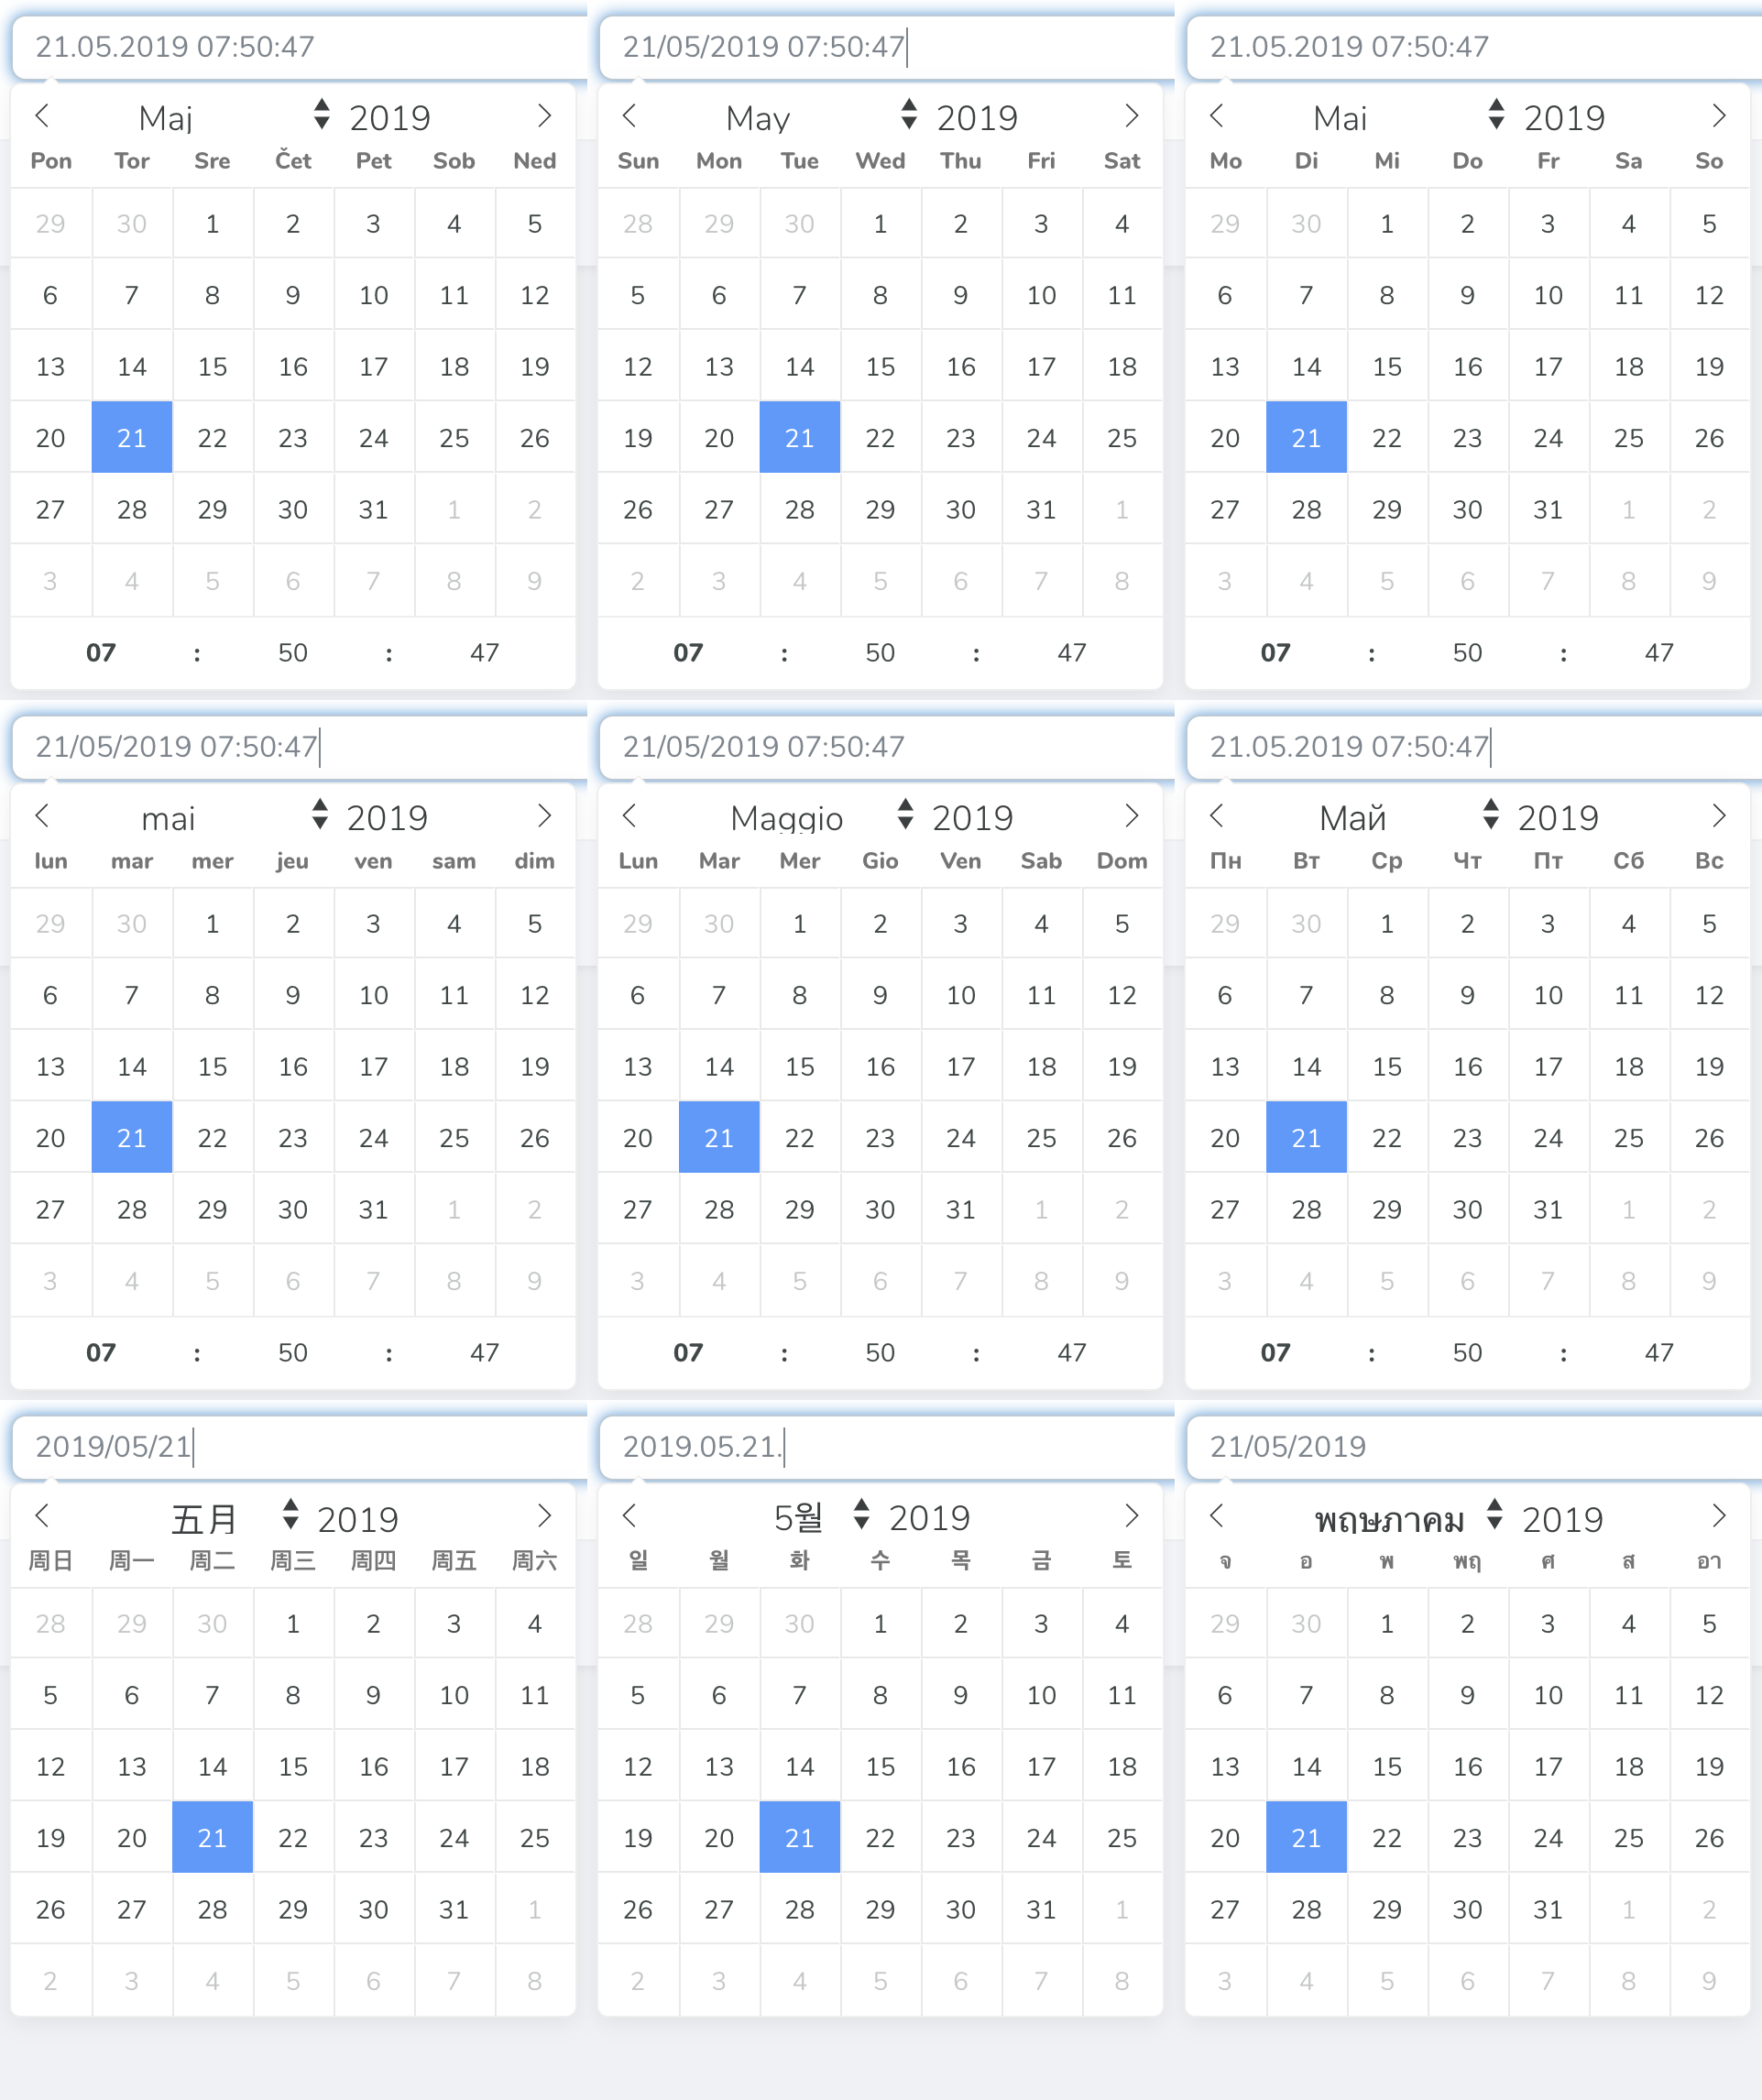 21.05.2019 07:50:47
Maj 2019
Pon Tor Sre Čet Pet Sob Ned
29 30 1 2 3 4 5
6 7 8 9 10 11 12
13 14 15 16 17 18 19
20 21 22 23 24 25 26
27 28 29 30 31 1 2
3 4 5 6 7 8 9
07 : 50 : 47
21/05/2019 07:50:47
May 2019
Sun Mon Tue Wed Thu Fri Sat
28 29 30 1 2 3 4
5 6 7 8 9 10 11
12 13 14 15 16 17 18
19 20 21 22 23 24 25
26 27 28 29 30 31 1
2 3 4 5 6 7 8
07 : 50 : 47
21.05.2019 07:50:47
Mai 2019
Mo Di Mi Do Fr Sa So
29 30 1 2 3 4 5
6 7 8 9 10 11 12
13 14 15 16 17 18 19
20 21 22 23 24 25 26
27 28 29 30 31 1 2
3 4 5 6 7 8 9
07 : 50 : 47
21/05/2019 07:50:47
mai 2019
lun mar mer jeu ven sam dim
29 30 1 2 3 4 5
6 7 8 9 10 11 12
13 14 15 16 17 18 19
20 21 22 23 24 25 26
27 28 29 30 31 1 2
3 4 5 6 7 8 9
07 : 50 : 47
21/05/2019 07:50:47
Maggio 2019
Lun Mar Mer Gio Ven Sab Dom
29 30 1 2 3 4 5
6 7 8 9 10 11 12
13 14 15 16 17 18 19
20 21 22 23 24 25 26
27 28 29 30 31 1 2
3 4 5 6 7 8 9
07 : 50 : 47
21.05.2019 07:50:47
Май 2019
Пн Вт Ср Чт Пт Сб Вс
29 30 1 2 3 4 5
6 7 8 9 10 11 12
13 14 15 16 17 18 19
20 21 22 23 24 25 26
27 28 29 30 31 1 2
3 4 5 6 7 8 9
07 : 50 : 47
2019/05/21
五月 2019
周日 周一 周二 周三 周四 周五 周六
28 29 30 1 2 3 4
5 6 7 8 9 10 11
12 13 14 15 16 17 18
19 20 21 22 23 24 25
26 27 28 29 30 31 1
2 3 4 5 6 7 8
2019.05.21.
5월 2019
일 월 화 수 목 금 토
28 29 30 1 2 3 4
5 6 7 8 9 10 11
12 13 14 15 16 17 18
19 20 21 22 23 24 25
26 27 28 29 30 31 1
2 3 4 5 6 7 8
21/05/2019
พฤษภาคม 2019
จ อ พ พฤ ศ ส อา
29 30 1 2 3 4 5
6 7 8 9 10 11 12
13 14 15 16 17 18 19
20 21 22 23 24 25 26
27 28 29 30 31 1 2
3 4 5 6 7 8 9